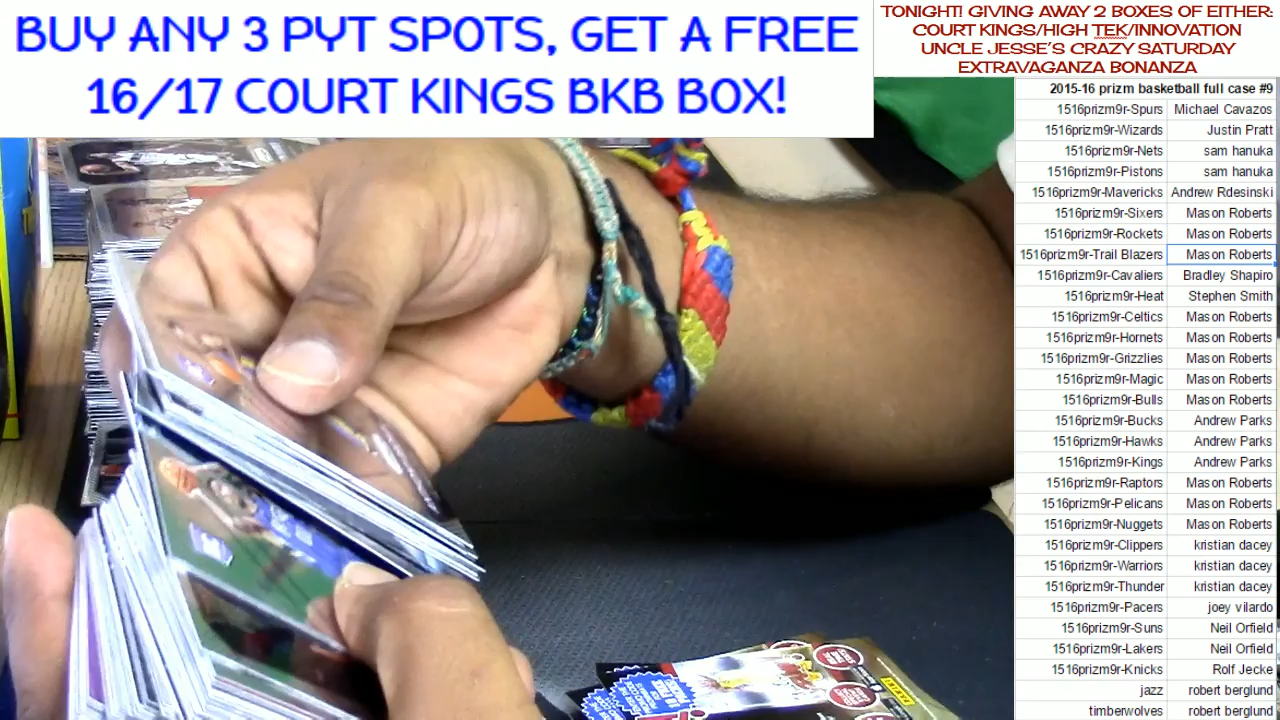 BUY ANY 3 PYT SPOTS, GET A FREE
16/17 COURT KINGS BKB BOX!
TONIGHT! GIVING AWAY 2 BOXES OF EITHER:
COURT KINGS/HIGH TEK/INNOVATION
UNCLE JESSE'S CRAZY SATURDAY
EXTRAVAGANZA BONANZA
2015-16 prizm basketball full case #9
1516prizm9r-Spurs Michael Cavazos
1516prizm9r-Wizards Justin Pratt
1516prizm9r-Nets sam hanuka
1516prizm9r-Pistons sam hanuka
1516prizm9r-Mavericks Andrew Rdesinski
1516prizm9r-Sixers Mason Roberts
1516prizm9r-Rockets Mason Roberts
1516prizm9r-Trail Blazers Mason Roberts
1516prizm9r-Cavaliers Bradley Shapiro
1516prizm9r-Heat Stephen Smith
1516prizm9r-Celtics Mason Roberts
1516prizm9r-Hornets Mason Roberts
1516prizm9r-Grizzlies Mason Roberts
1516prizm9r-Magic Mason Roberts
1516prizm9r-Bulls Mason Roberts
1516prizm9r-Bucks Andrew Parks
1516prizm9r-Hawks Andrew Parks
1516prizm9r-Kings Andrew Parks
1516prizm9r-Raptors Mason Roberts
1516prizm9r-Pelicans Mason Roberts
1516prizm9r-Nuggets Mason Roberts
1516prizm9r-Clippers kristian dacey
1516prizm9r-Warriors kristian dacey
1516prizm9r-Thunder kristian dacey
1516prizm9r-Pacers joey vilardo
1516prizm9r-Suns Neil Orfield
1516prizm9r-Lakers Neil Orfield
1516prizm9r-Knicks Rolf Jecke
jazz robert berglund
timberwolves robert berglund
PANINI